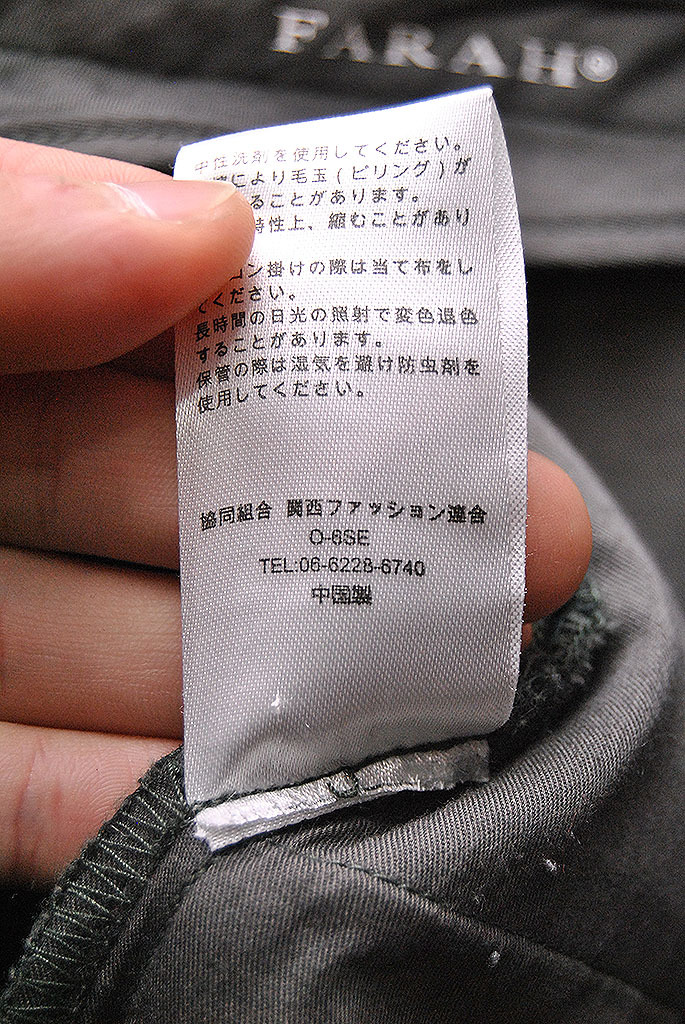 FARAH®
中性洗剤を使用してください。
により毛玉(ピリング)が
ることがあります。
特性上、縮むことがあり
ン掛けの際は当て布をし
てください。
長時間の日光の照射で変色退色
することがあります。
保管の際は湿気を避け防虫剤を
使用してください。
協同組合 関西ファッション連合
O-6SE
TEL:06-6228-6740
中国製